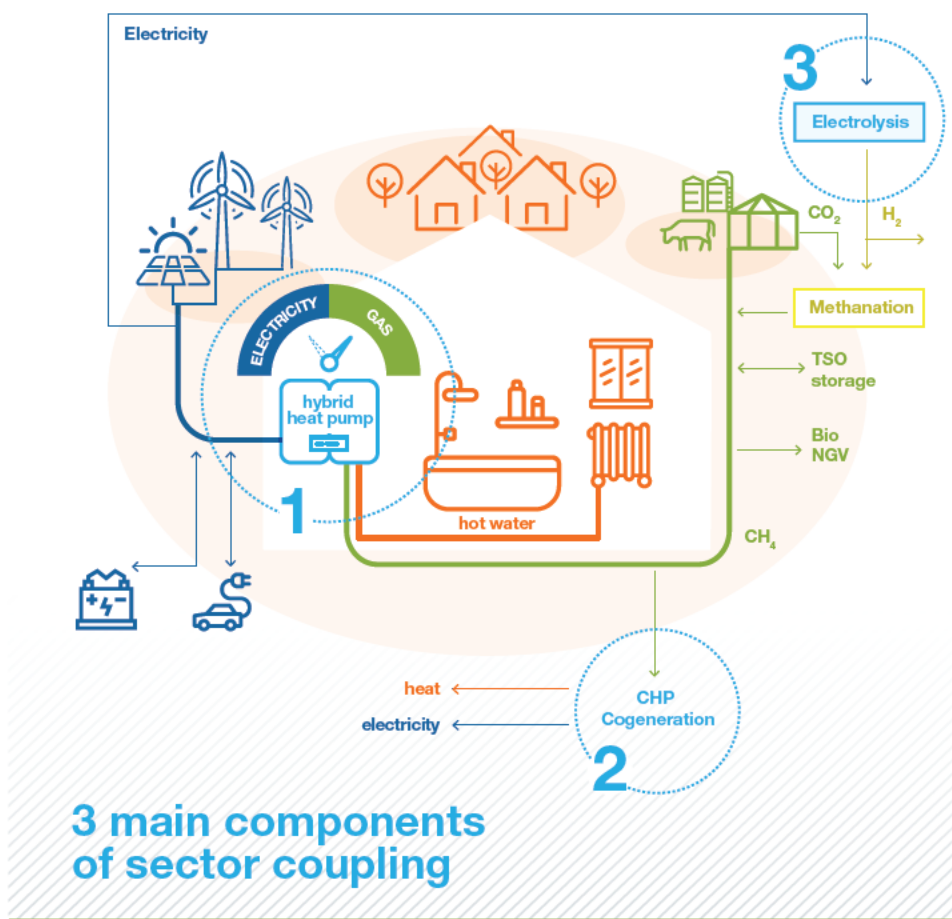 Electricity
3
Electrolysis
CO₂
H₂
Methanation
ELECTRICITY
GAS
TSO
storage
hybrid
heat pump
Bio
NGV
1
hot water
CH₄
heat
electricity
CHP
Cogeneration
2
3 main components
of sector coupling